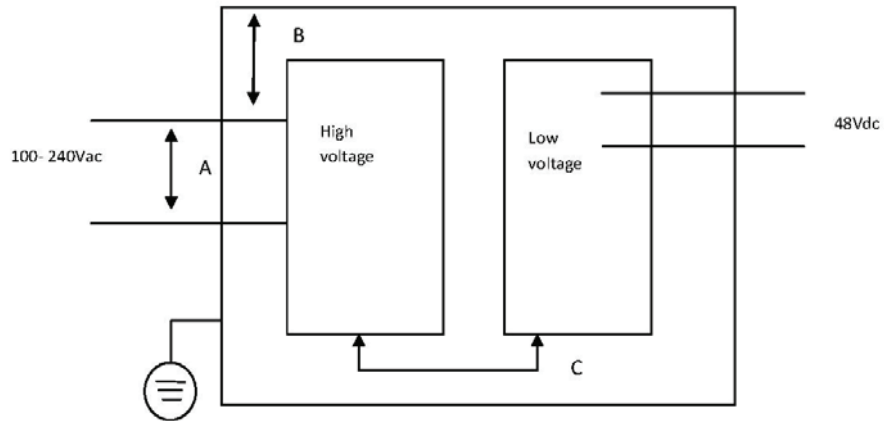 B
High
voltage
Low
voltage
48Vdc
100- 240Vac
A
C